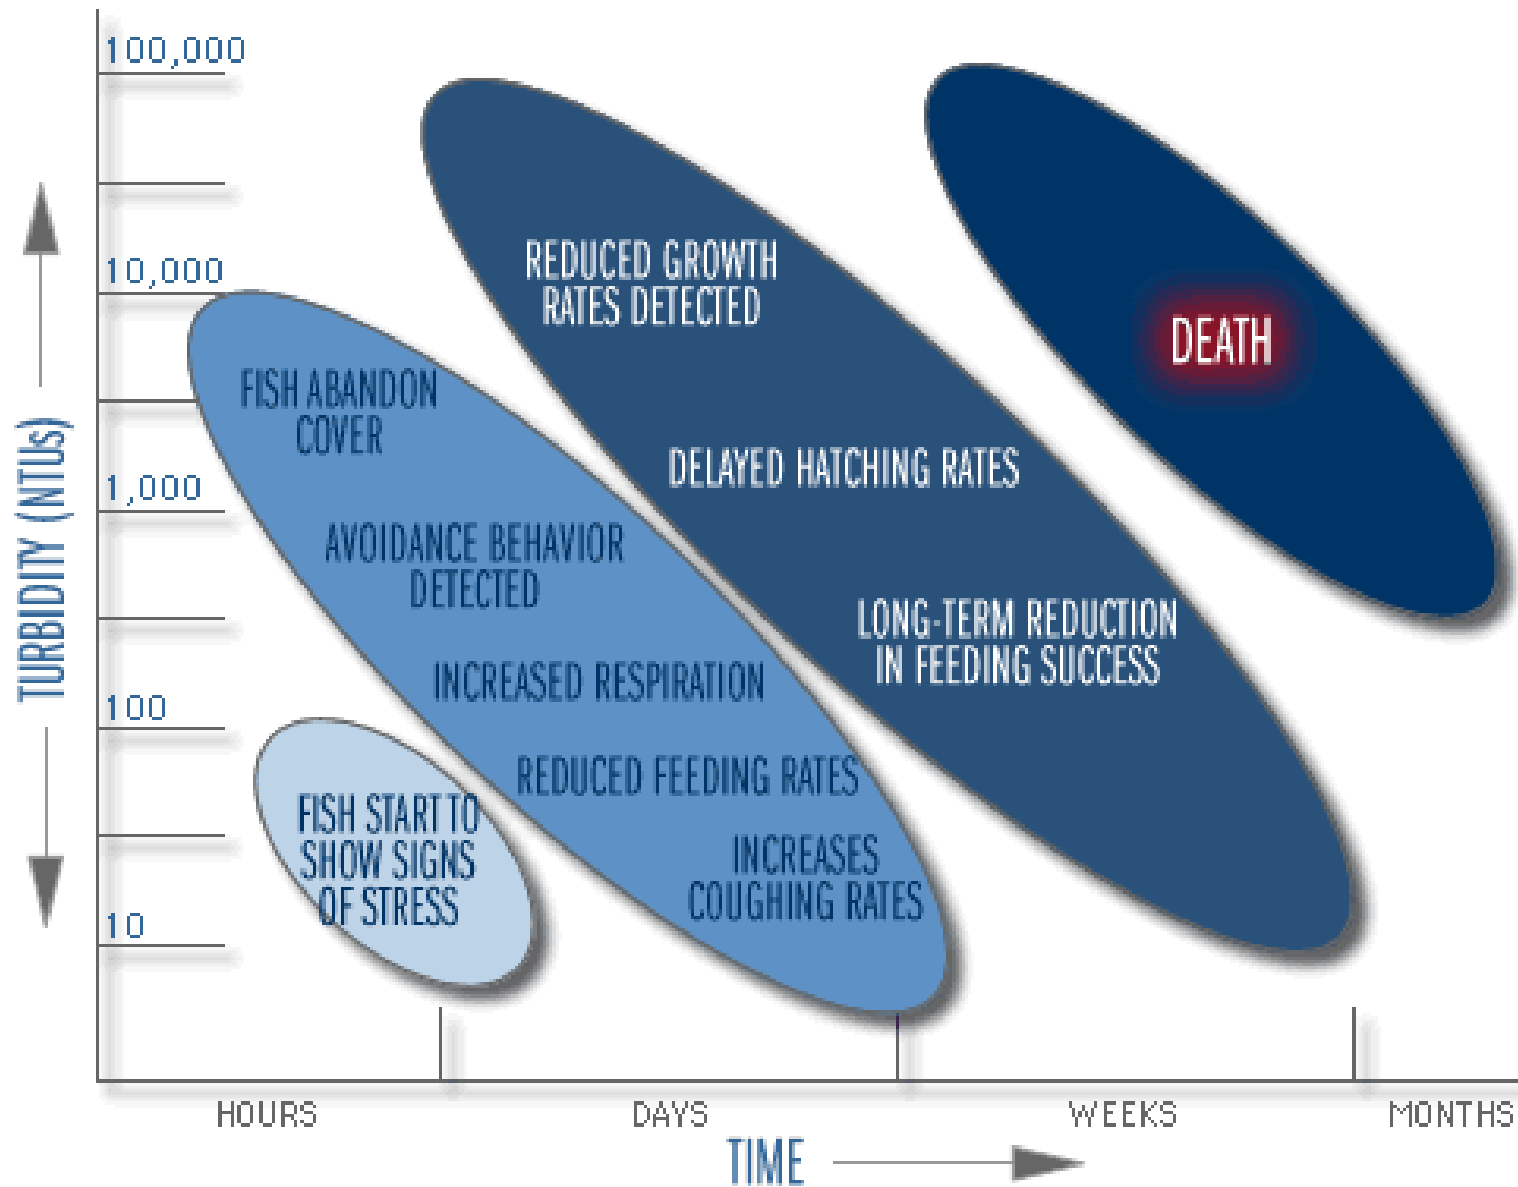 100,000
10,000
1,000
100
10
TURBIDITY (NTUs)
REDUCED GROWTH
RATES DETECTED
DEATH
FISH ABANDON
COVER
DELAYED HATCHING RATES
AVOIDANCE BEHAVIOR
DETECTED
LONG-TERM REDUCTION
IN FEEDING SUCCESS
INCREASED RESPIRATION
REDUCED FEEDING RATES
FISH START TO
SHOW SIGNS
OF STRESS
INCREASES
COUGHING RATES
HOURS
DAYS
WEEKS
MONTHS
TIME